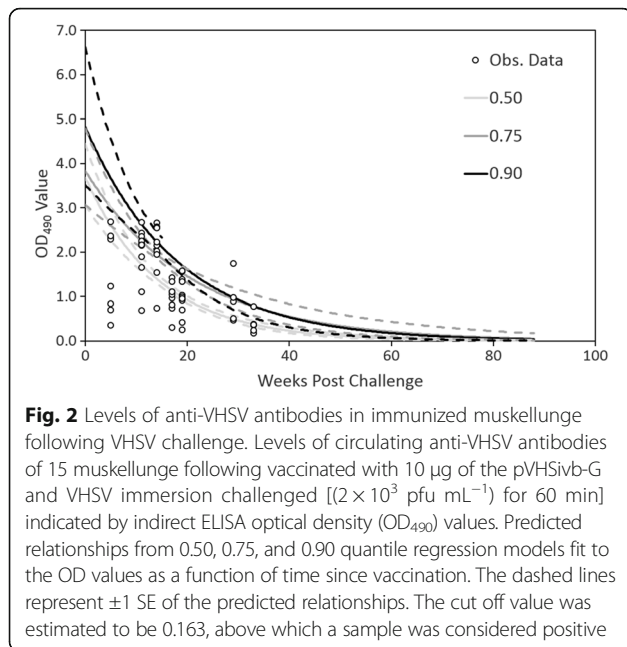 7.0
6.0
5.0
4.0
3.0
2.0
1.0
0.0
OD490 Value
0
20
40
60
80
100
Weeks Post Challenge
Obs. Data
0.50
0.75
0.90
Fig. 2 Levels of anti-VHSV antibodies in immunized muskellunge
following VHSV challenge. Levels of circulating anti-VHSV antibodies
of 15 muskellunge following vaccinated with 10 μg of the pVHSivb-G
and VHSV immersion challenged [(2 × 10³ pfu mL⁻¹) for 60 min]
indicated by indirect ELISA optical density (OD₄₉₀) values. Predicted
relationships from 0.50, 0.75, and 0.90 quantile regression models fit to
the OD values as a function of time since vaccination. The dashed lines
represent ±1 SE of the predicted relationships. The cut off value was
estimated to be 0.163, above which a sample was considered positive